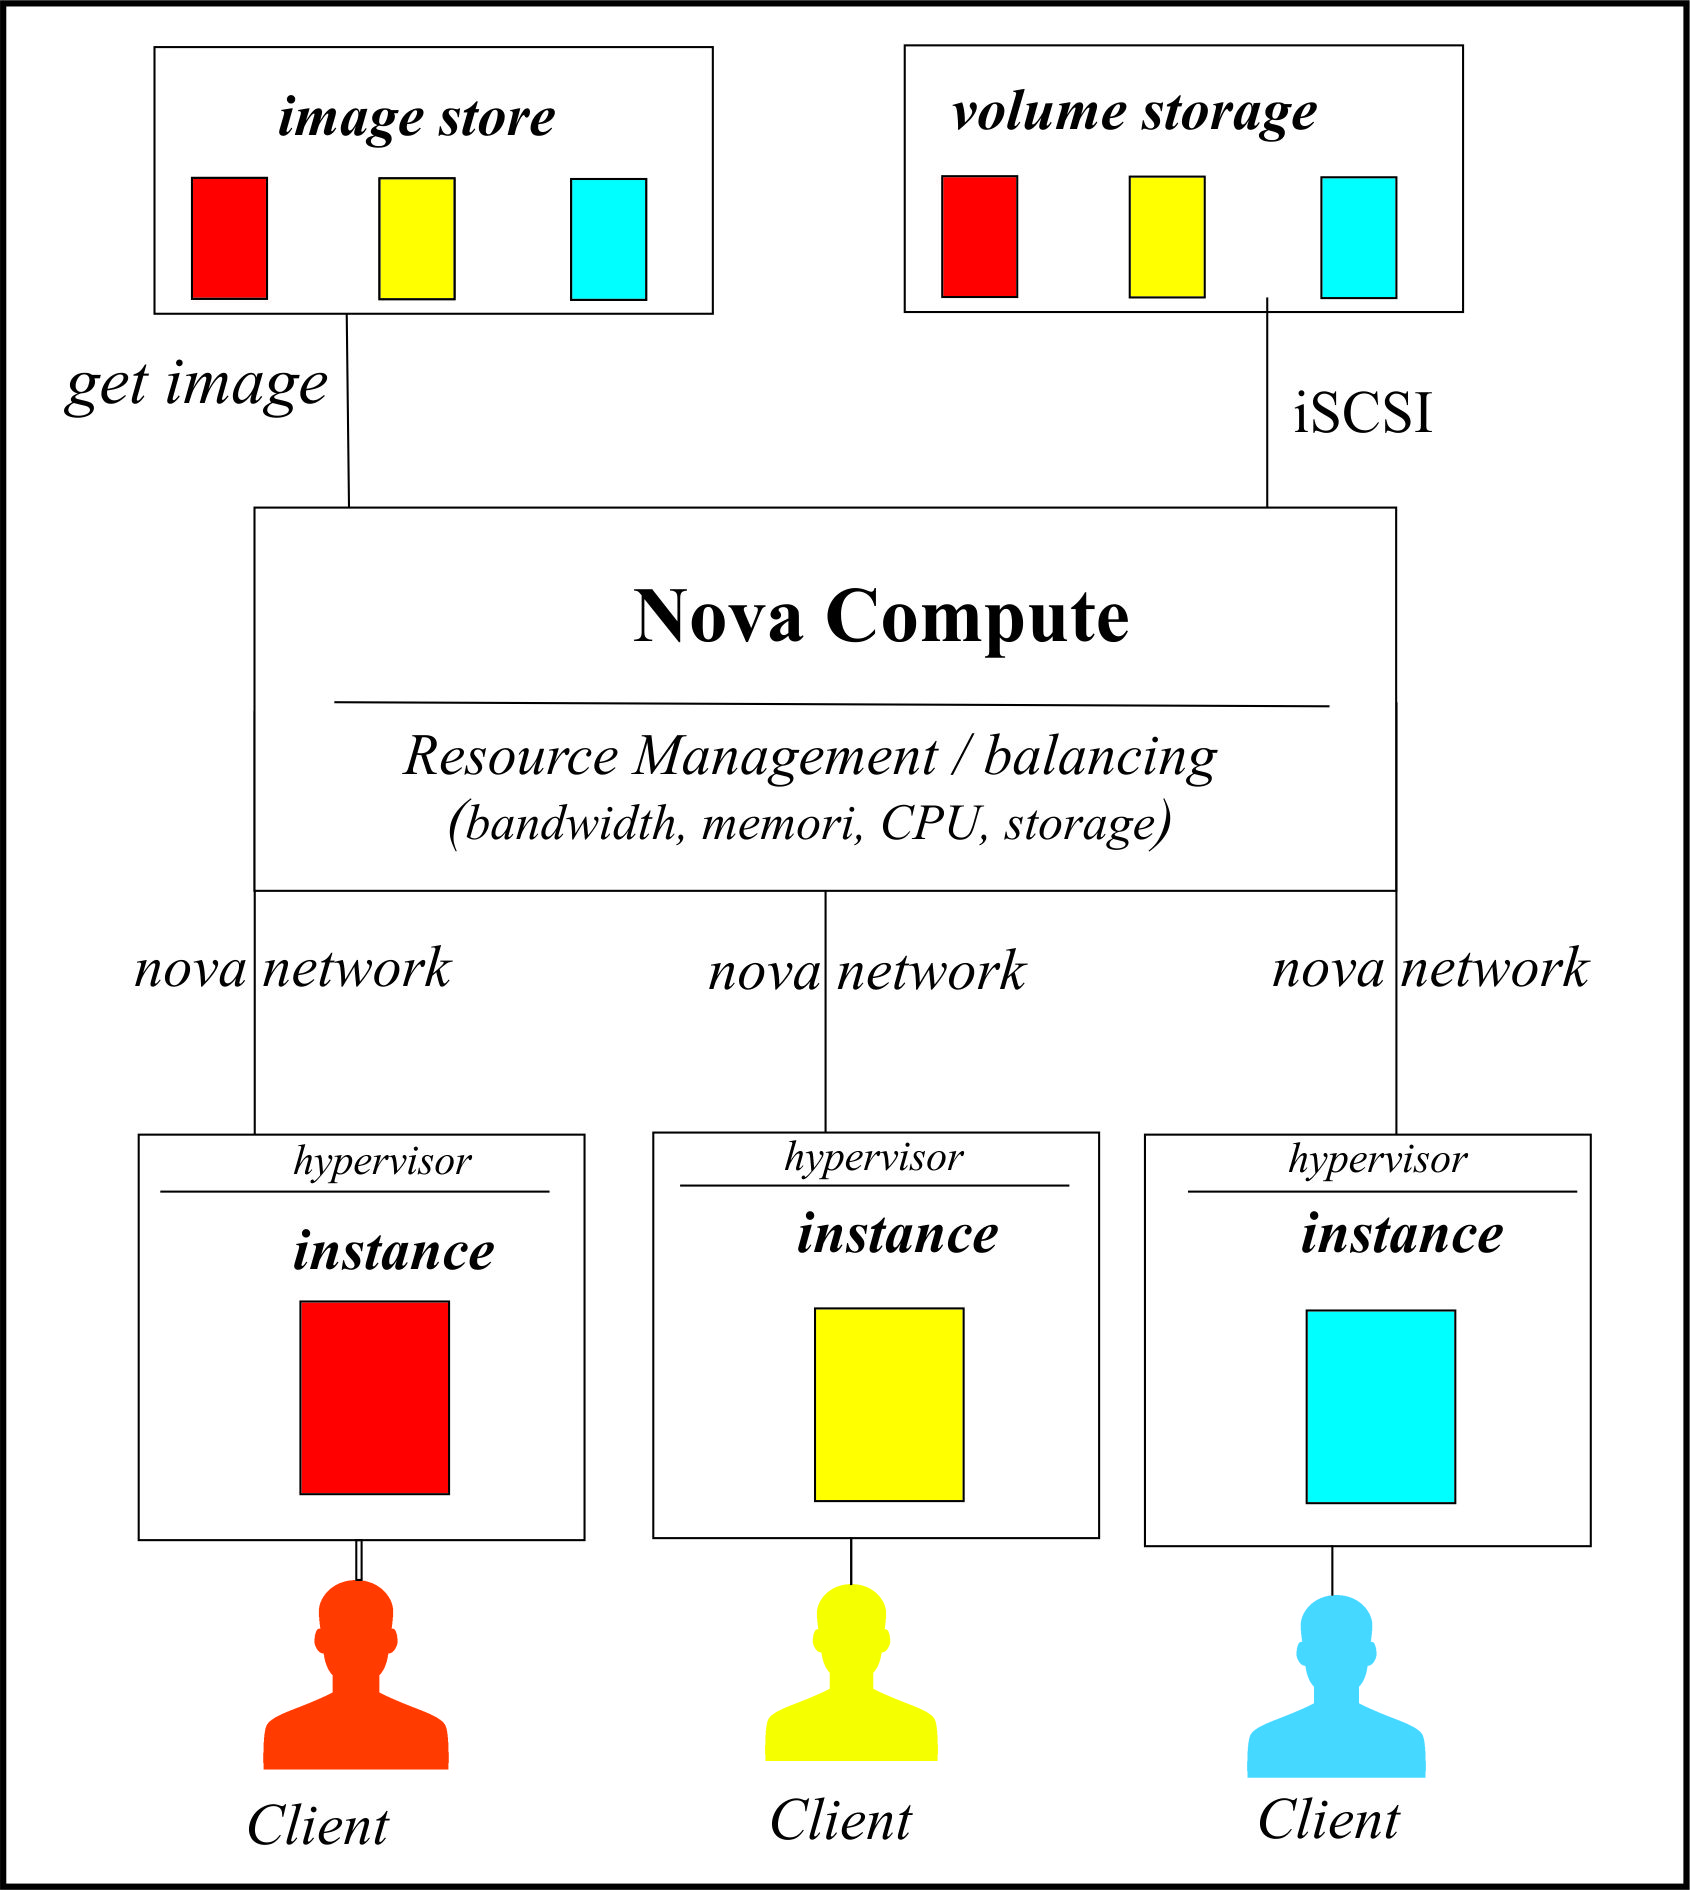 image store
volume storage
get image
iSCSI
Nova Compute
Resource Management / balancing
(bandwidth, memori, CPU, storage)
nova network
nova network
nova network
hypervisor
instance
hypervisor
instance
hypervisor
instance
Client
Client
Client